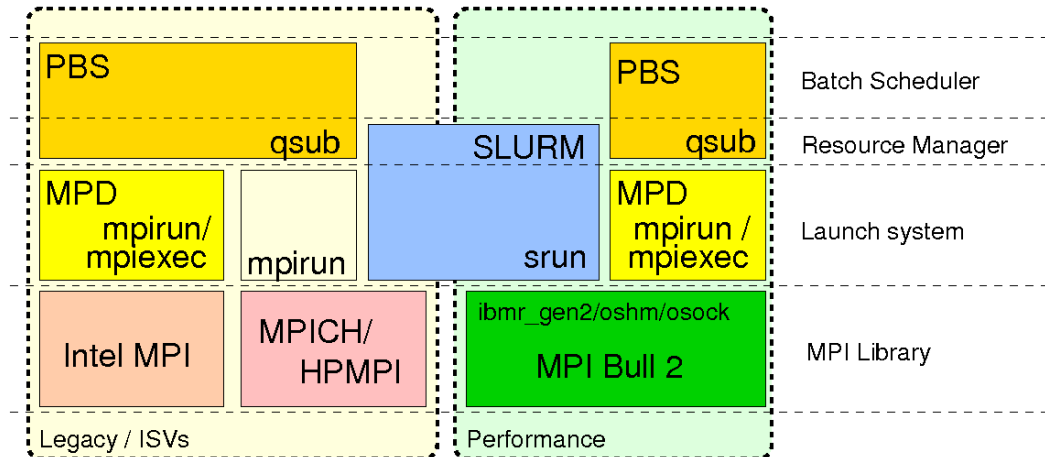 PBS
qsub
PBS
qsub
Batch Scheduler
SLURM
srun
Resource Manager
MPD
mpirun/
mpiexec
mpirun
MPD
mpirun /
mpiexec
Launch system
Intel MPI
MPICH/
HPMPI
ibmr_gen2/oshm/osock
MPI Bull 2
MPI Library
Legacy / ISVs
Performance